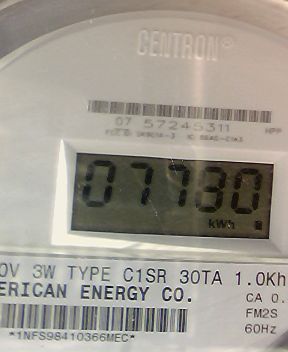 CENTRON®
07 57245311
HPP
07730
kWh
0V 3W TYPE C1SR 30TA 1.0Kh
ERICAN ENERGY CO.
CA 0.
FM2S
60Hz
*1NFS98410366MEC*